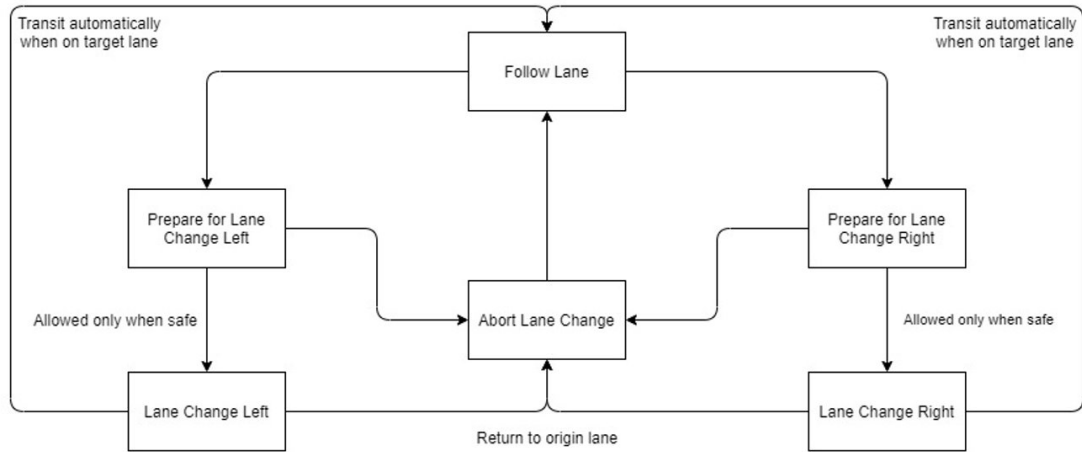 Transit automatically
when on target lane
Transit automatically
when on target lane
Follow Lane
Prepare for Lane
Change Left
Prepare for Lane
Change Right
Abort Lane Change
Allowed only when safe
Allowed only when safe
Lane Change Left
Lane Change Right
Return to origin lane